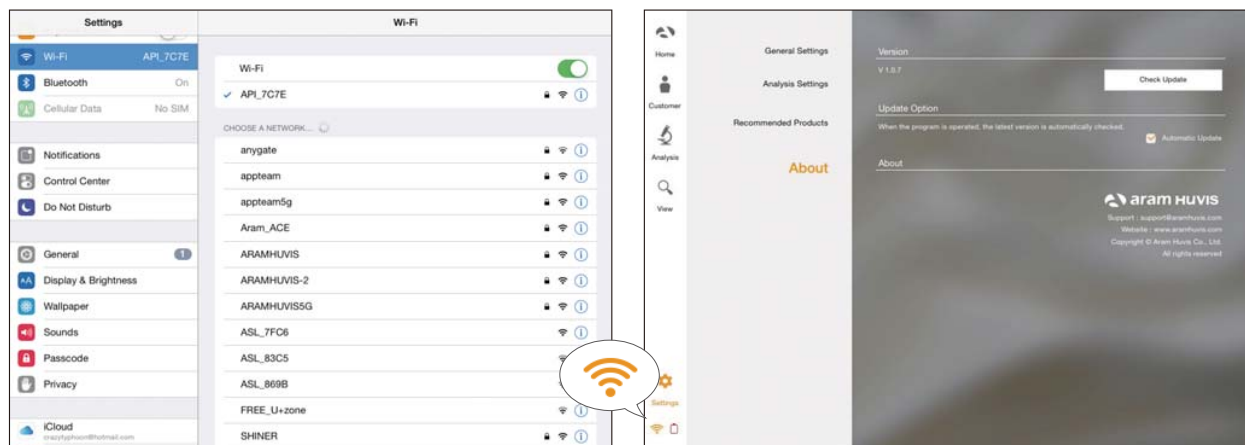 Settings
Wi-Fi API_7C7E
Bluetooth On
Cellular Data No SIM
Notifications
Control Center
Do Not Disturb
General 1
Display & Brightness
Wallpaper
Sounds
Passcode
Privacy
iCloud
crazytyphoon@hotmail.com
Wi-Fi
Wi-Fi
API_7C7E
CHOOSE A NETWORK...
anygate
appteam
appteam5g
Aram_ACE
ARAMHUVIS
ARAMHUVIS-2
ARAMHUVIS5G
ASL_7FC6
ASL_83C5
ASL_869B
FREE_U+zone
SHINER
Home
Customer
Analysis
View
Settings
General Settings
Analysis Settings
Recommended Products
About
Version
V 1.0.7
Check Update
Update Option
When the program is operated, the latest version is automatically checked.
Automatic Update
About
aram HUVIS
Support : support@aramhuvis.com
Website : www.aramhuvis.com
Copyright © Aram Huvis Co., Ltd.
All rights reserved